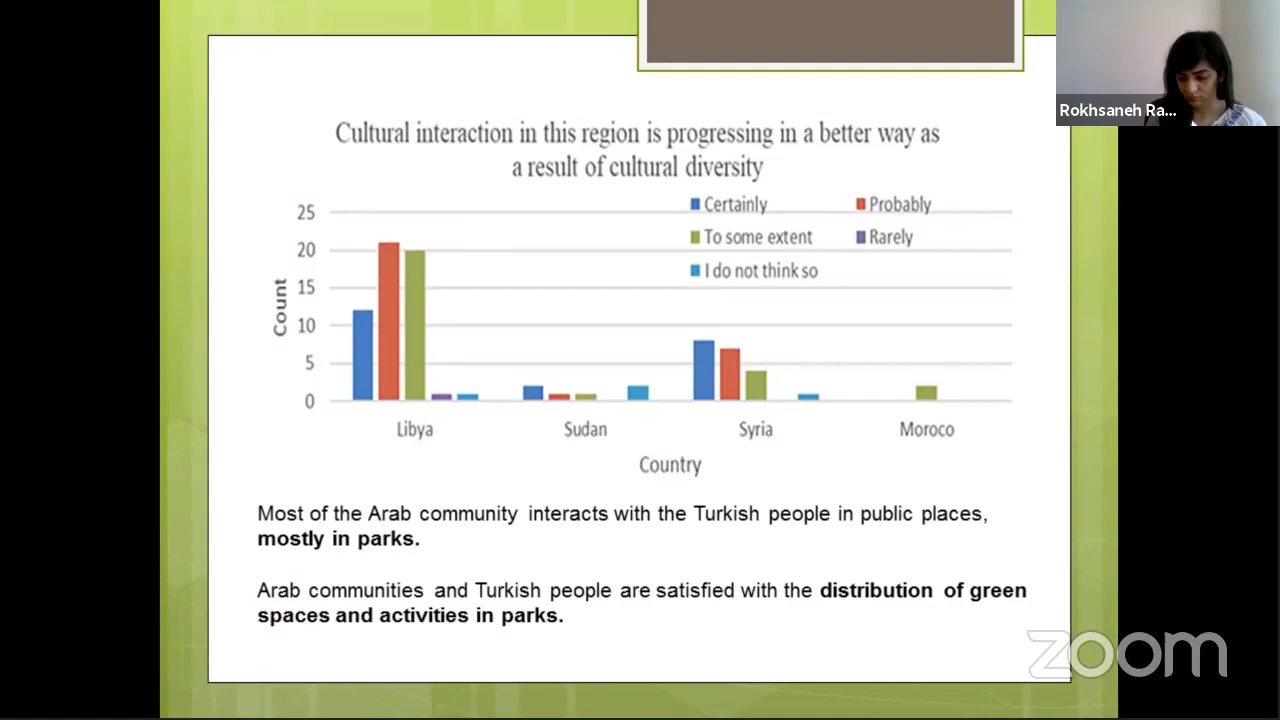 Rokhsaneh Ra...
Cultural interaction in this region is progressing in a better way as
a result of cultural diversity
Certainly
Probably
To some extent
Rarely
I do not think so
25
20
15
10
5
0
Count
Libya
Sudan
Syria
Moroco
Country
Most of the Arab community interacts with the Turkish people in public places,
mostly in parks.
Arab communities and Turkish people are satisfied with the distribution of green
spaces and activities in parks.
zoom